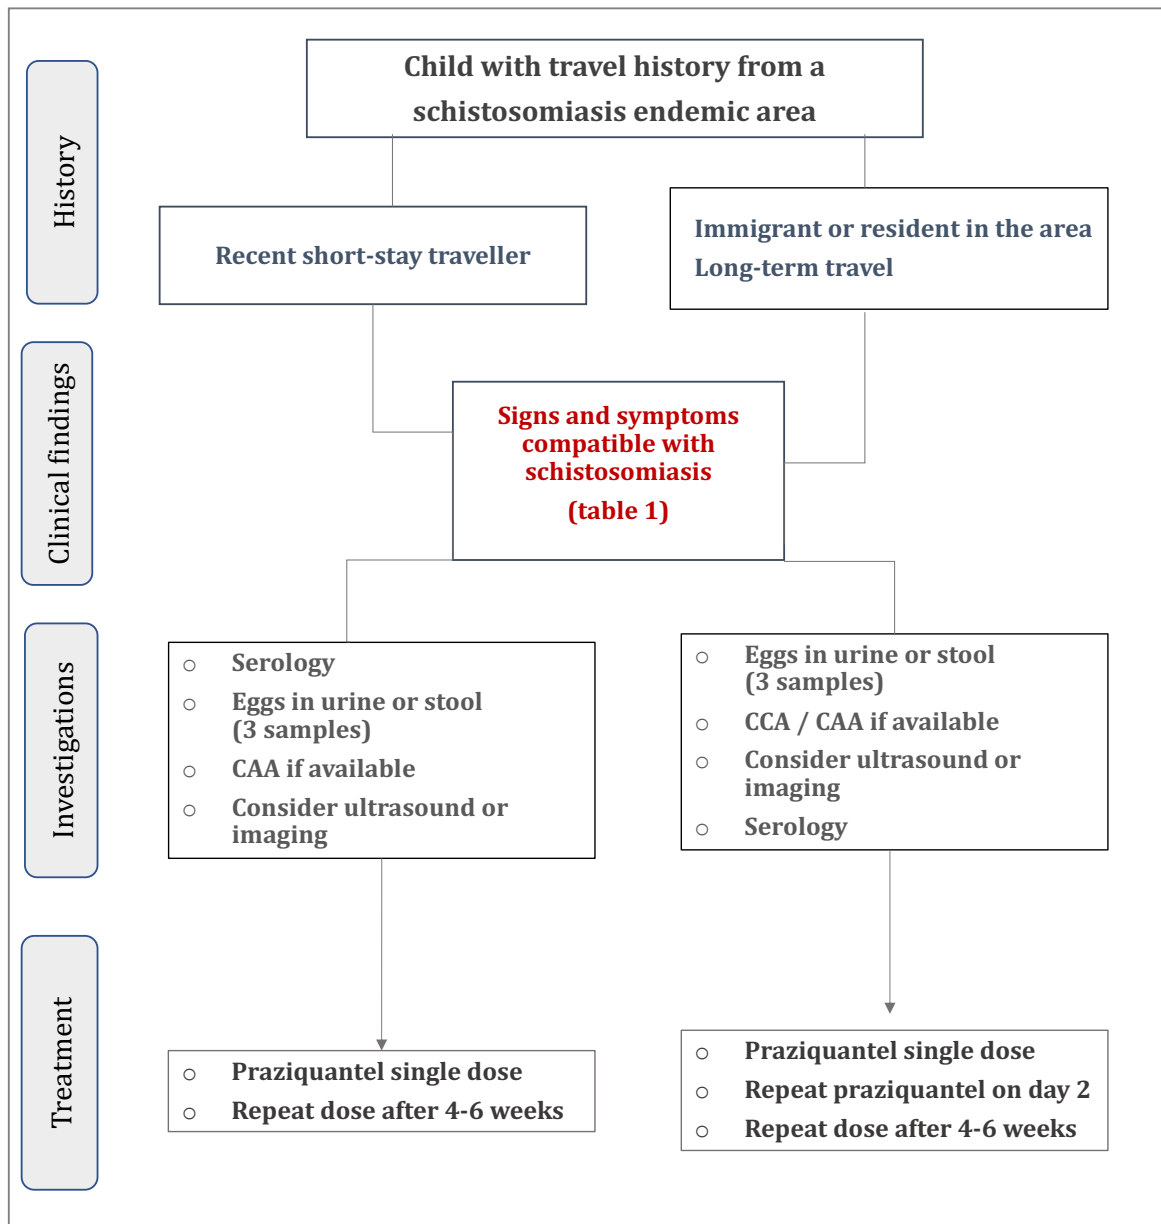 Child with travel history from a
schistosomiasis endemic area
History
Recent short-stay traveller
Immigrant or resident in the area
Long-term travel
Clinical findings
Signs and symptoms
compatible with
schistosomiasis
(table 1)
Investigations
o Serology
o Eggs in urine or stool
(3 samples)
o CAA if available
o Consider ultrasound or
imaging
o Eggs in urine or stool
(3 samples)
o CCA / CAA if available
o Consider ultrasound or
imaging
o Serology
Treatment
o Praziquantel single dose
o Repeat dose after 4-6 weeks
o Praziquantel single dose
o Repeat praziquantel on day 2
o Repeat dose after 4-6 weeks